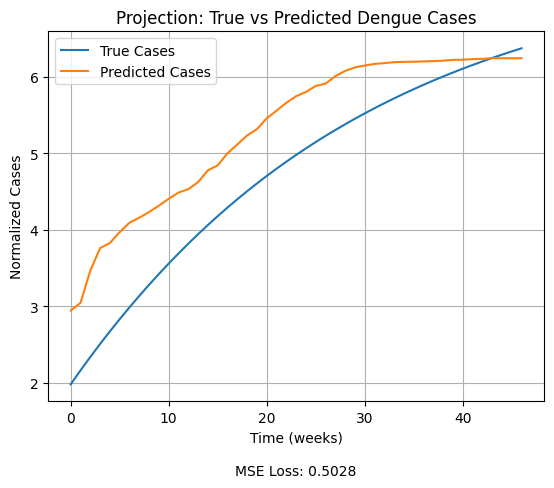 Projection: True vs Predicted Dengue Cases
True Cases
Predicted Cases
Normalized Cases
6
5
4
3
2
0 10 20 30 40
Time (weeks)
MSE Loss: 0.5028